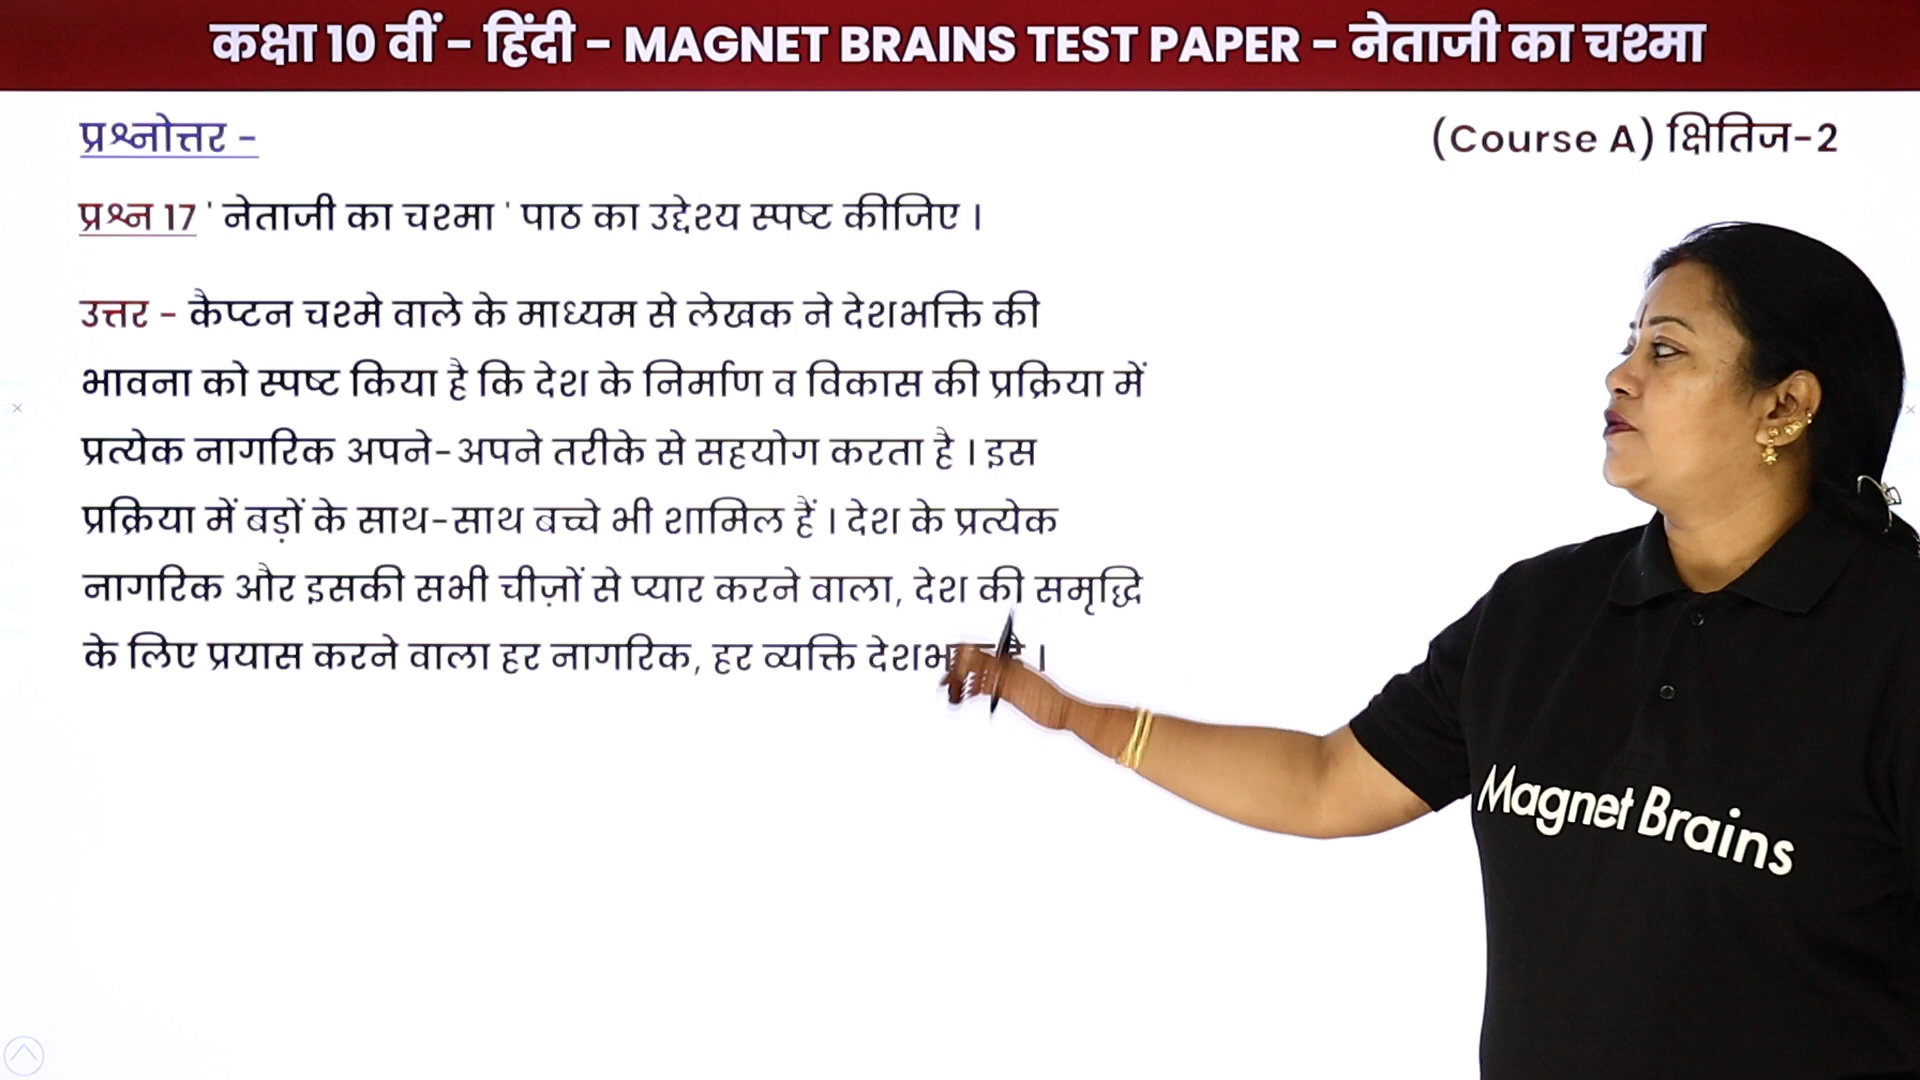 कक्षा 10 वीं - हिंदी - MAGNET BRAINS TEST PAPER - नेताजी का चश्मा
प्रश्नोत्तर -
(Course A) क्षितिज-2
प्रश्न 17 ' नेताजी का चश्मा ' पाठ का उद्देश्य स्पष्ट कीजिए ।
उत्तर - कैप्टन चश्मे वाले के माध्यम से लेखक ने देशभक्ति की
भावना को स्पष्ट किया है कि देश के निर्माण व विकास की प्रक्रिया में
प्रत्येक नागरिक अपने-अपने तरीके से सहयोग करता है । इस
प्रक्रिया में बड़ों के साथ-साथ बच्चे भी शामिल हैं । देश के प्रत्येक
नागरिक और इसकी सभी चीज़ों से प्यार करने वाला, देश की समृद्धि
के लिए प्रयास करने वाला हर नागरिक, हर व्यक्ति है ।
Magnet Brains